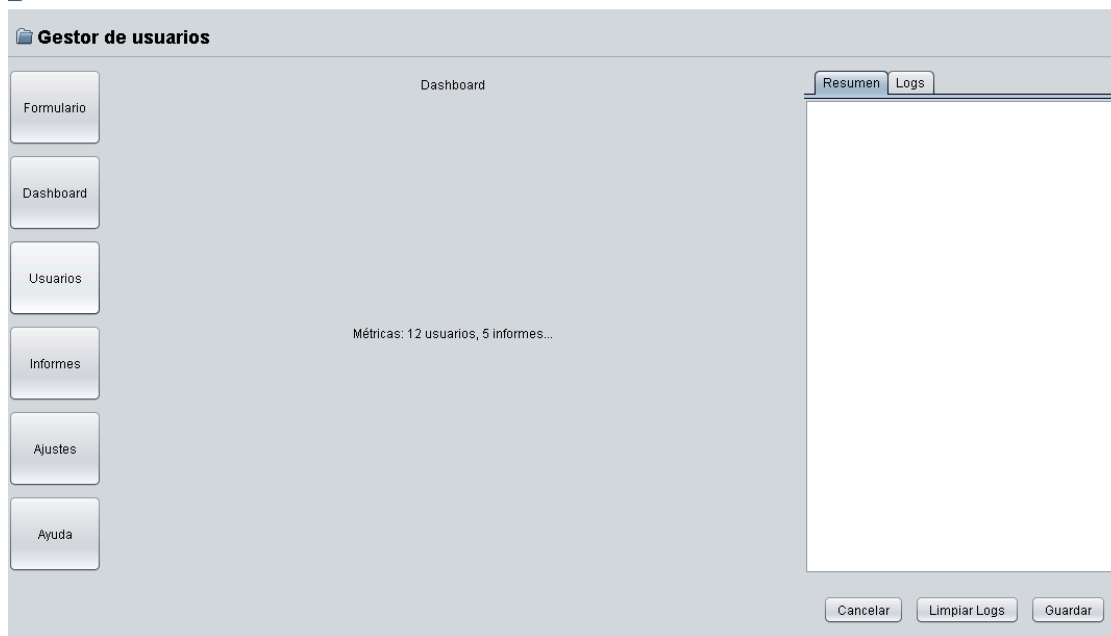 Gestor de usuarios
Formulario
Dashboard
Usuarios
Informes
Ajustes
Ayuda
Dashboard
Métricas: 12 usuarios, 5 informes...
Resumen Logs
Cancelar Limpiar Logs Guardar